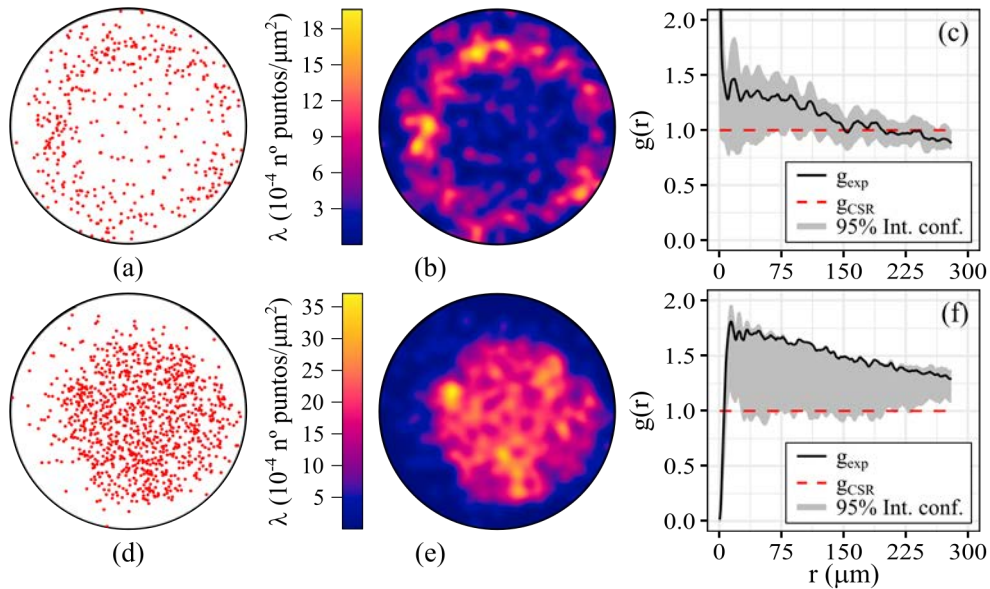 18
15
12
9
6
3
λ (10-4 nº puntos/μm2)
(a)
(b)
2.0
1.5
1.0
0.5
0.0
g(r)
(c)
gexp
gCSR
95% Int. conf.
0
75
150
225
300
35
30
25
20
15
10
5
λ (10-4 nº puntos/μm2)
(d)
(e)
2.0
1.5
1.0
0.5
0.0
g(r)
(f)
gexp
gCSR
95% Int. conf.
0
75
150
225
300
r (μm)